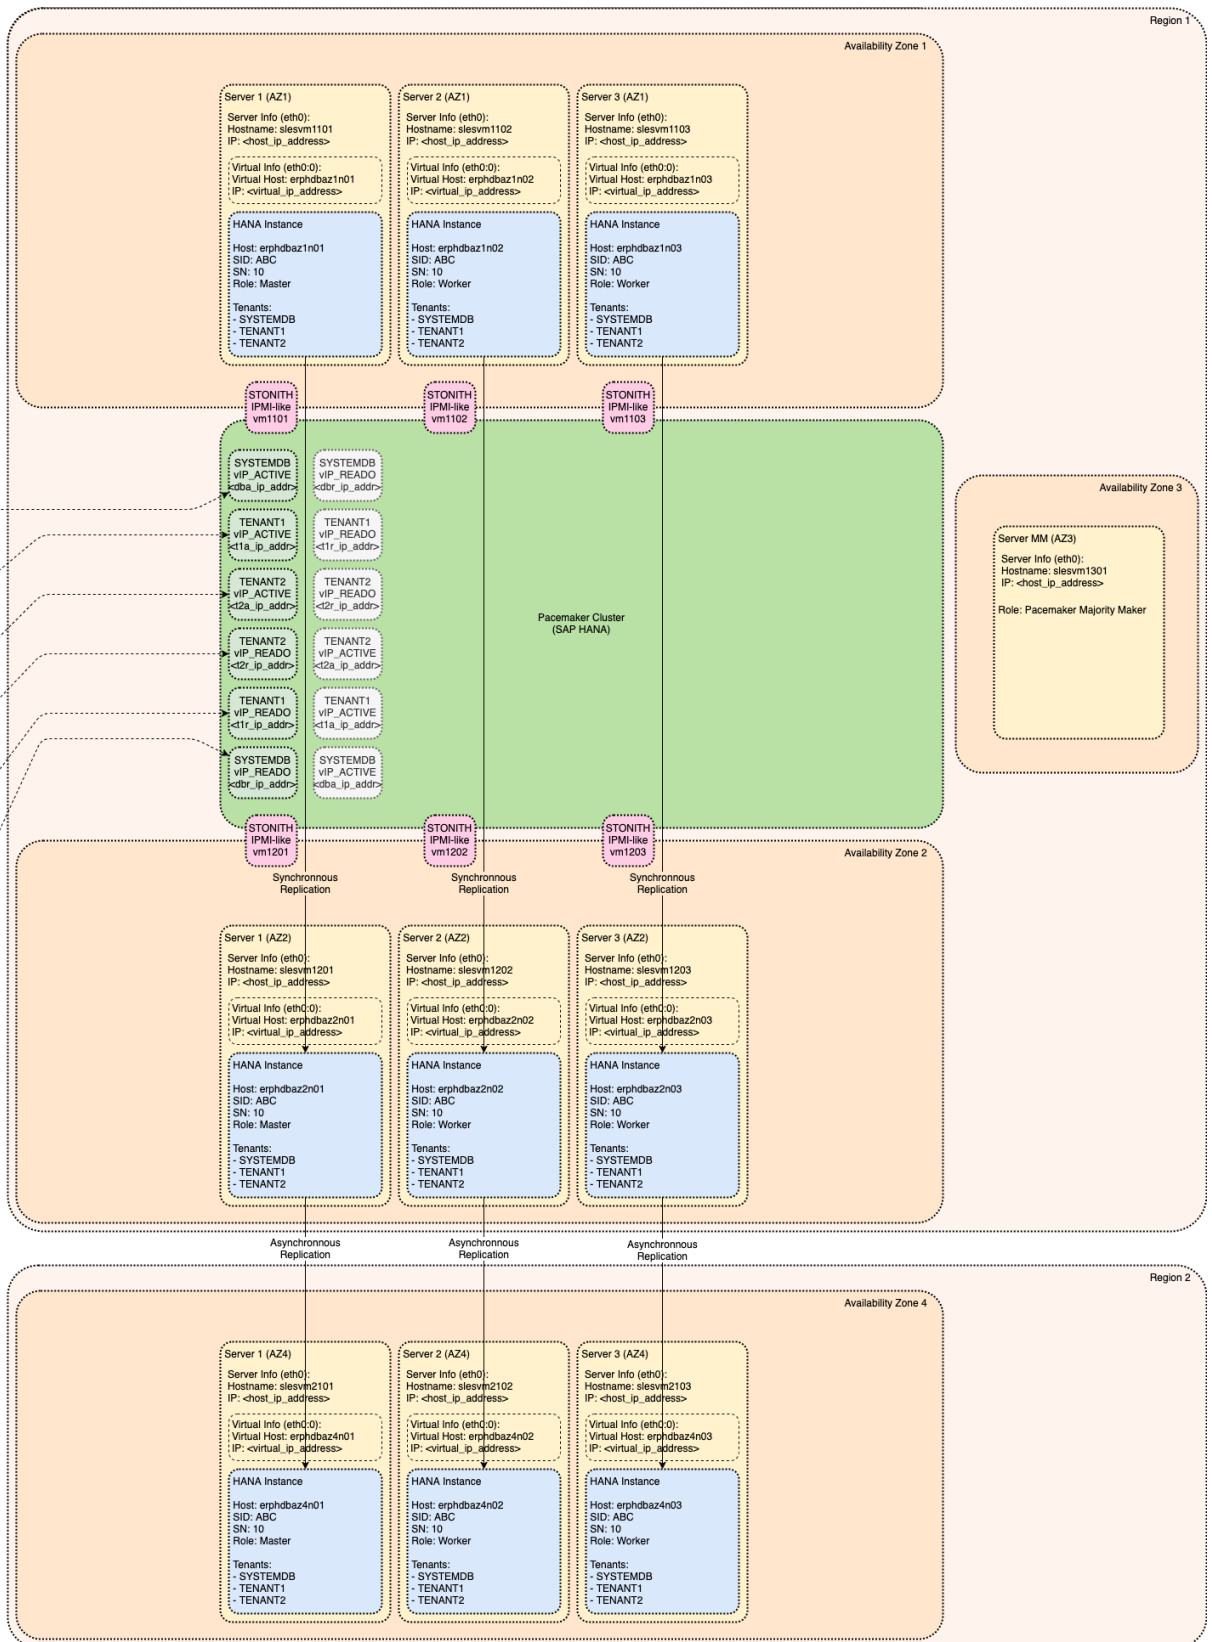 Region 1
Availability Zone 1
Server 1 (AZ1)
Server Info (eth0):
Hostname: slesvm1101
IP: <host_ip_address>
Virtual Info (eth0:0):
Virtual Host: erphdbaz1n01
IP: <virtual_ip_address>
HANA Instance
Host: erphdbaz1n01
SID: ABC
SN: 10
Role: Master
Tenants:
- SYSTEMDB
- TENANT1
- TENANT2
Server 2 (AZ1)
Server Info (eth0):
Hostname: slesvm1102
IP: <host_ip_address>
Virtual Info (eth0:0):
Virtual Host: erphdbaz1n02
IP: <virtual_ip_address>
HANA Instance
Host: erphdbaz1n02
SID: ABC
SN: 10
Role: Worker
Tenants:
- SYSTEMDB
- TENANT1
- TENANT2
Server 3 (AZ1)
Server Info (eth0):
Hostname: slesvm1103
IP: <host_ip_address>
Virtual Info (eth0:0):
Virtual Host: erphdbaz1n03
IP: <virtual_ip_address>
HANA Instance
Host: erphdbaz1n03
SID: ABC
SN: 10
Role: Worker
Tenants:
- SYSTEMDB
- TENANT1
- TENANT2
STONITH
IPMI-like
vm1101
STONITH
IPMI-like
vm1102
STONITH
IPMI-like
vm1103
SYSTEMDB
vIP_ACTIVE
<dba_ip_addr>
SYSTEMDB
vIP_READO
<dbr_ip_addr>
TENANT1
vIP_ACTIVE
<t1a_ip_addr>
TENANT1
vIP_READO
<t1r_ip_addr>
TENANT2
vIP_ACTIVE
<t2a_ip_addr>
TENANT2
vIP_READO
<t2r_ip_addr>
TENANT2
vIP_READO
<t2r_ip_addr>
TENANT2
vIP_ACTIVE
<t2a_ip_addr>
TENANT1
vIP_READO
<t1r_ip_addr>
TENANT1
vIP_ACTIVE
<t1a_ip_addr>
SYSTEMDB
vIP_READO
<dbr_ip_addr>
SYSTEMDB
vIP_ACTIVE
<dba_ip_addr>
Pacemaker Cluster
(SAP HANA)
Availability Zone 3
Server MM (AZ3)
Server Info (eth0):
Hostname: slesvm1301
IP: <host_ip_address>
Role: Pacemaker Majority Maker
STONITH
IPMI-like
vm1201
STONITH
IPMI-like
vm1202
STONITH
IPMI-like
vm1203
Availability Zone 2
Synchronnous
Replication
Synchronnous
Replication
Synchronnous
Replication
Server 1 (AZ2)
Server Info (eth0):
Hostname: slesvm1201
IP: <host_ip_address>
Virtual Info (eth0:0):
Virtual Host: erphdbaz2n01
IP: <virtual_ip_address>
HANA Instance
Host: erphdbaz2n01
SID: ABC
SN: 10
Role: Master
Tenants:
- SYSTEMDB
- TENANT1
- TENANT2
Server 2 (AZ2)
Server Info (eth0):
Hostname: slesvm1202
IP: <host_ip_address>
Virtual Info (eth0:0):
Virtual Host: erphdbaz2n02
IP: <virtual_ip_address>
HANA Instance
Host: erphdbaz2n02
SID: ABC
SN: 10
Role: Worker
Tenants:
- SYSTEMDB
- TENANT1
- TENANT2
Server 3 (AZ2)
Server Info (eth0):
Hostname: slesvm1203
IP: <host_ip_address>
Virtual Info (eth0:0):
Virtual Host: erphdbaz2n03
IP: <virtual_ip_address>
HANA Instance
Host: erphdbaz2n03
SID: ABC
SN: 10
Role: Worker
Tenants:
- SYSTEMDB
- TENANT1
- TENANT2
Asynchronnous
Replication
Asynchronnous
Replication
Asynchronnous
Replication
Region 2
Availability Zone 4
Server 1 (AZ4)
Server Info (eth0):
Hostname: slesvm2101
IP: <host_ip_address>
Virtual Info (eth0:0):
Virtual Host: erphdbaz4n01
IP: <virtual_ip_address>
HANA Instance
Host: erphdbaz4n01
SID: ABC
SN: 10
Role: Master
Tenants:
- SYSTEMDB
- TENANT1
- TENANT2
Server 2 (AZ4)
Server Info (eth0):
Hostname: slesvm2102
IP: <host_ip_address>
Virtual Info (eth0:0):
Virtual Host: erphdbaz4n02
IP: <virtual_ip_address>
HANA Instance
Host: erphdbaz4n02
SID: ABC
SN: 10
Role: Worker
Tenants:
- SYSTEMDB
- TENANT1
- TENANT2
Server 3 (AZ4)
Server Info (eth0):
Hostname: slesvm2103
IP: <host_ip_address>
Virtual Info (eth0:0):
Virtual Host: erphdbaz4n03
IP: <virtual_ip_address>
HANA Instance
Host: erphdbaz4n03
SID: ABC
SN: 10
Role: Worker
Tenants:
- SYSTEMDB
- TENANT1
- TENANT2